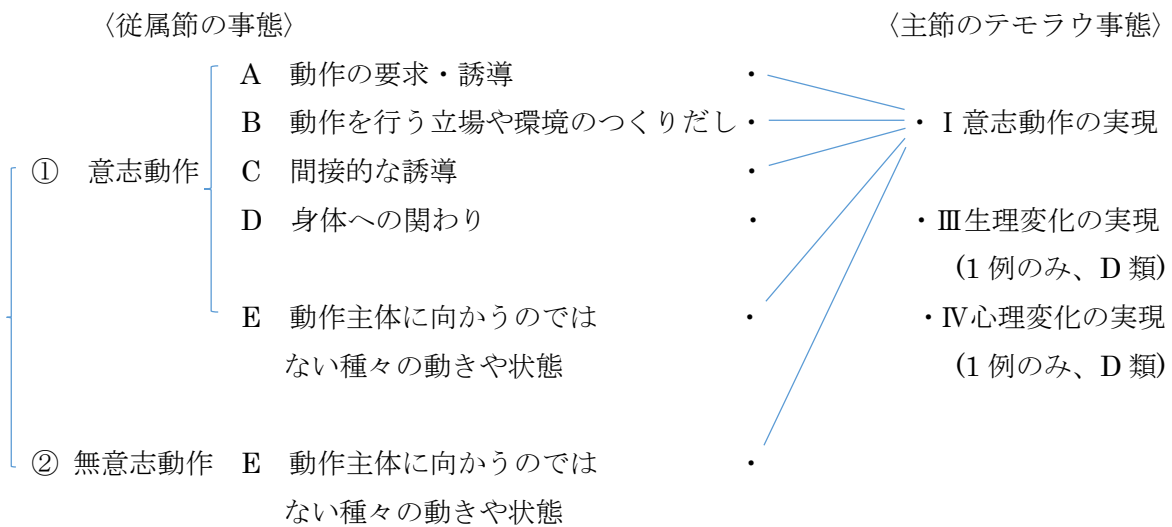 〈従属節の事態〉 〈主節のテモラウ事態〉
A 動作の要求・誘導 ・
B 動作を行う立場や環境のつくりだし・ ・Ⅰ意志動作の実現
① 意志動作 C 間接的な誘導 ・
D 身体への関わり ・ ・Ⅲ生理変化の実現
(1 例のみ、D 類)
E 動作主体に向かうのでは ・ ・Ⅳ心理変化の実現
ない種々の動きや状態 (1 例のみ、D 類)
② 無意志動作 E 動作主体に向かうのでは ・
ない種々の動きや状態